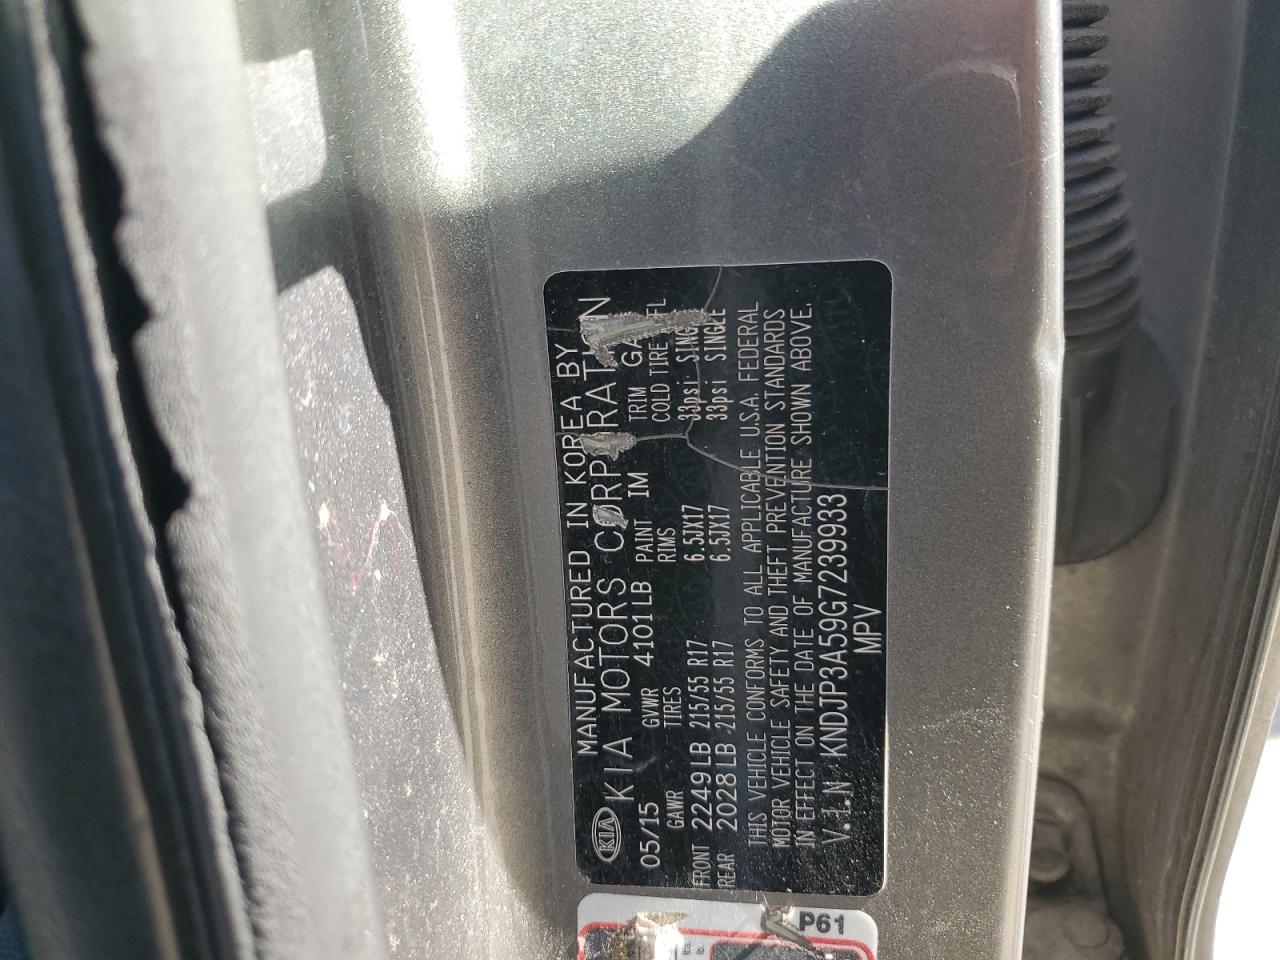 KIA
MANUFACTURED IN KOREA BY
KIA MOTORS CORPORATION
05/15 GVWR 4101LB PAINT IM TRIM
GAWR TIRES RIMS COLD TIRE
FRONT 2249LB 215/55 R17 6.5JX17 33psi
REAR 2028LB 215/55 R17 6.5JX17 33psi SINGLE
THIS VEHICLE CONFORMS TO ALL APPLICABLE U.S.A. FEDERAL
MOTOR VEHICLE SAFETY AND THEFT PREVENTION STANDARDS
IN EFFECT ON THE DATE OF MANUFACTURE SHOWN ABOVE.
V.I.N KNDJP3A59G7239933
MPV
P61